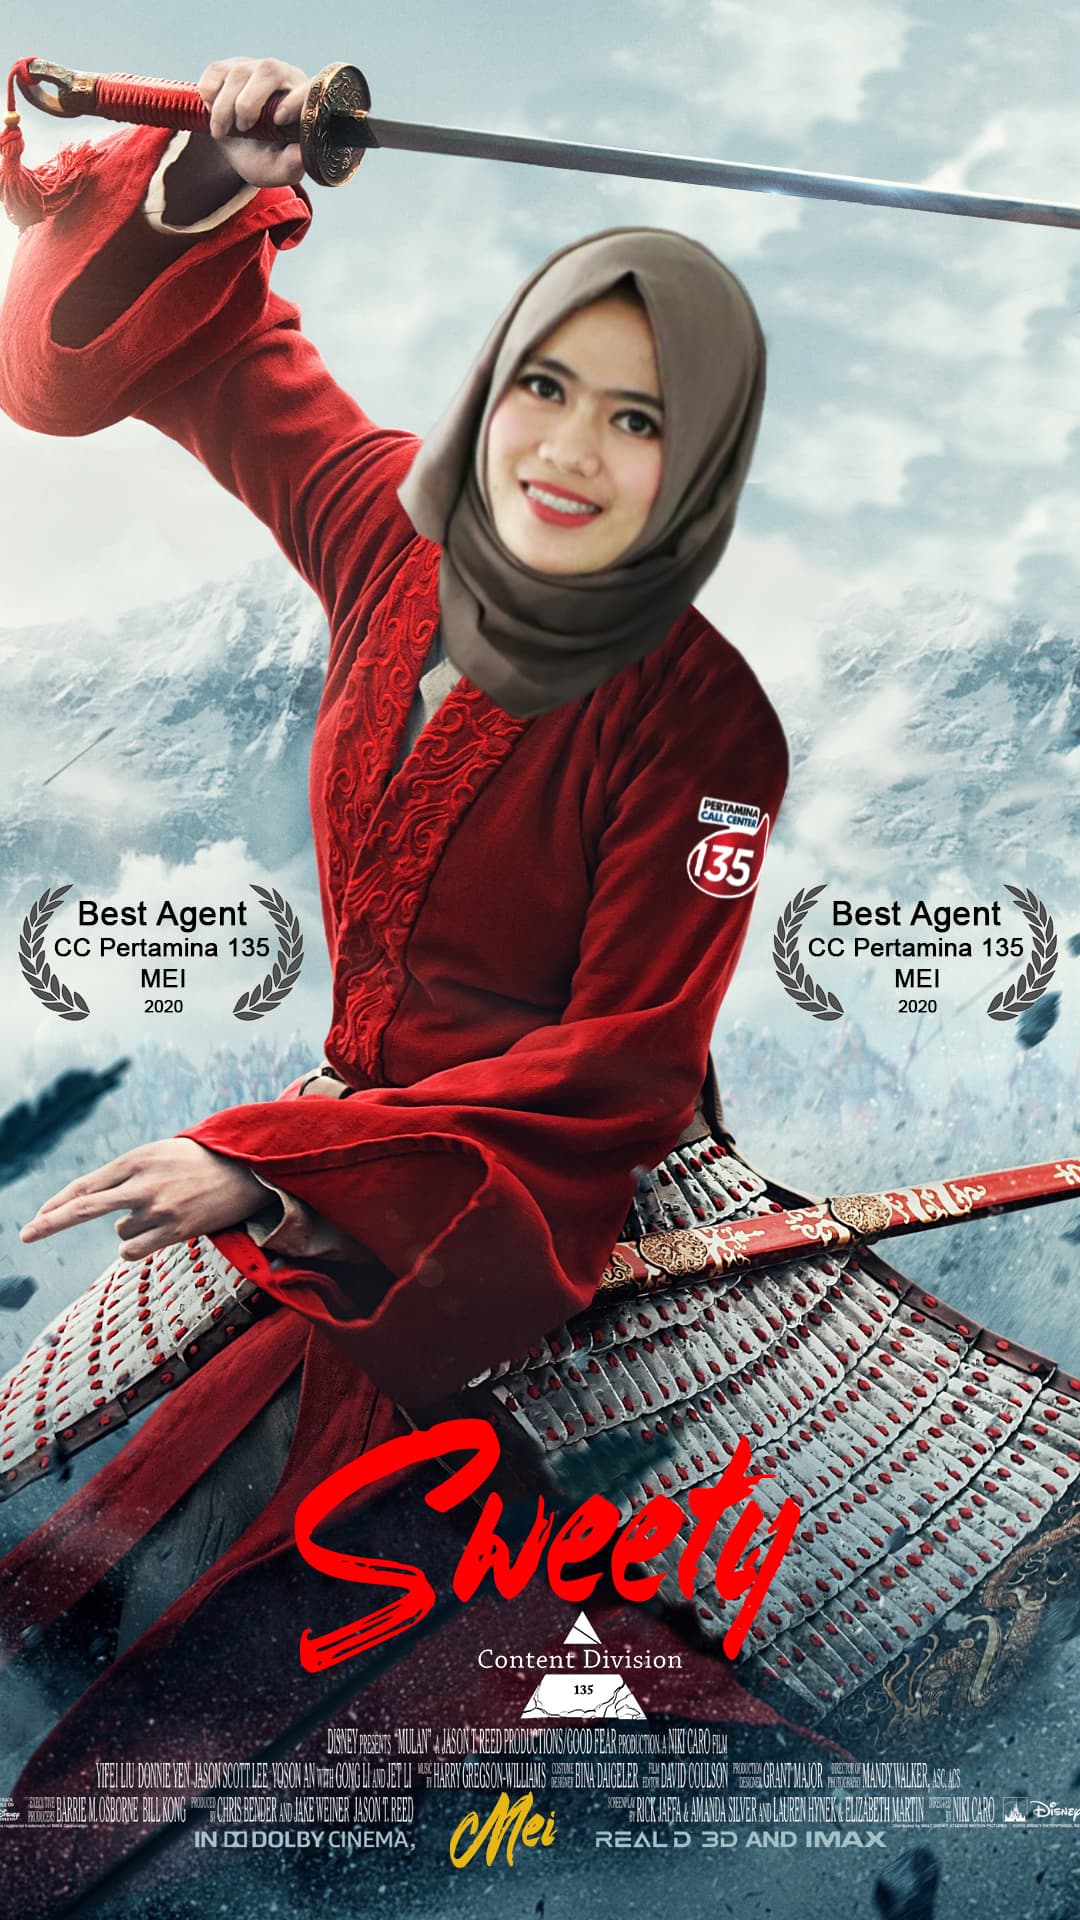 PERTAMINA
CALL CENTER
135
Best Agent
CC Pertamina 135
MEI
2020
Best Agent
CC Pertamina 135
MEI
2020
Sweety
Content Division
135
DISNEY PRESENTS "MULAN" A JASON T. REED PRODUCTIONS/GOOD FEAR PRODUCTION A NIKI CARO FILM
YIFEI LIU DONNIE YEN JASON SCOTT LEE YOSON AN WITH GONG LI AND JET LI MUSIC BY HARRY GREGSON-WILLIAMS COSTUME DESIGNER BINA DAIGELER FILM EDITOR DAVID COULSON PRODUCTION DESIGNER GRANT MAJOR DIRECTOR OF PHOTOGRAPHY MANDY WALKER, ASC, ACS
EXECUTIVE PRODUCERS BARRIE M. OSBORNE BILL KONG PRODUCED BY CHRIS BENDER AND JAKE WEINER JASON T. REED SCREENPLAY BY RICK JAFFA & AMANDA SILVER AND LAUREN HYNEK & ELIZABETH MARTIN DIRECTED BY NIKI CARO Disney
IN DOLBY CINEMA, Mei REAL D 3D AND IMAX